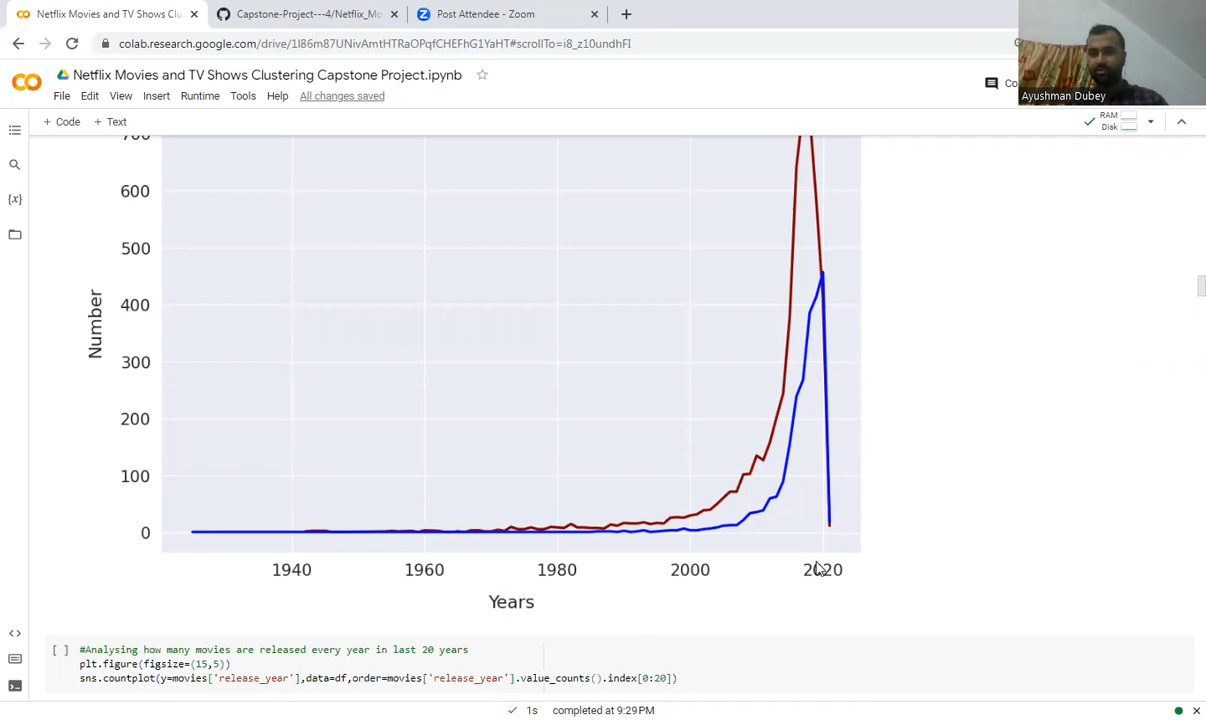 Netflix Movies and TV Shows Clu
Capstone-Project---4/Netflix_Mo
Post Attendee - Zoom
colab.research.google.com/drive/1l86m87UNivAmtHTRaOPqfCHEFhG1YaHT#scrollTo=i8_z10undhFI
Netflix Movies and TV Shows Clustering Capstone Project.ipynb
Co
Ayushman Dubey
File Edit View Insert Runtime Tools Help All changes saved
+ Code + Text
RAM
Disk
{x}
700
600
500
400
300
200
100
0
Number
1940 1960 1980 2000 2020
Years
[ ] #Analysing how many movies are released every year in last 20 years
plt.figure(figsize=(15,5))
sns.countplot(y=movies['release_year'],data=df,order=movies['release_year'].value_counts().index[0:20])
1s completed at 9:29PM